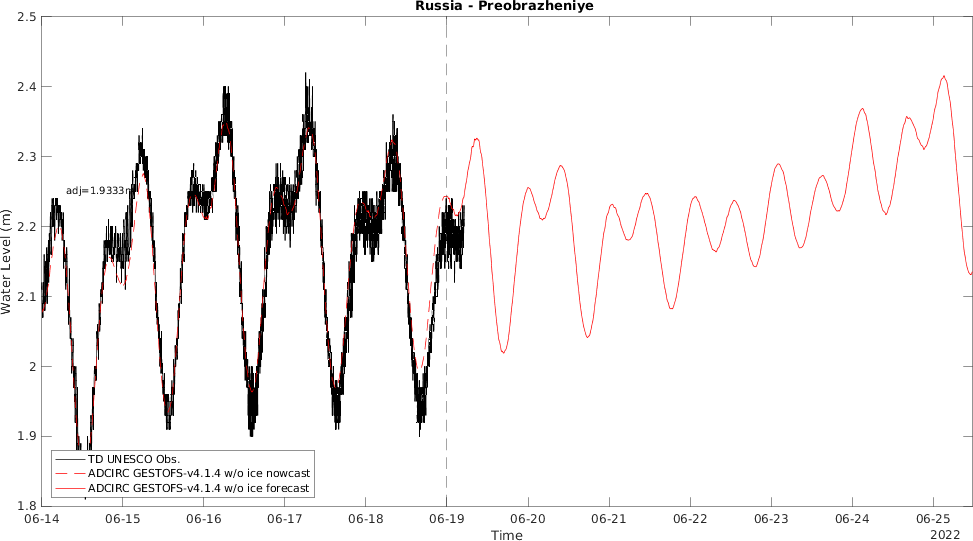 Russia - Preobrazheniye
2.5
2.4
2.3
2.2
2.1
2
1.9
1.8
Water Level (m)
adj=1.9333m
TD UNESCO Obs.
ADCIRC GESTOFS-v4.1.4 w/o ice nowcast
ADCIRC GESTOFS-v4.1.4 w/o ice forecast
06-14 06-15 06-16 06-17 06-18 06-19 06-20 06-21 06-22 06-23 06-24 06-25
Time
2022